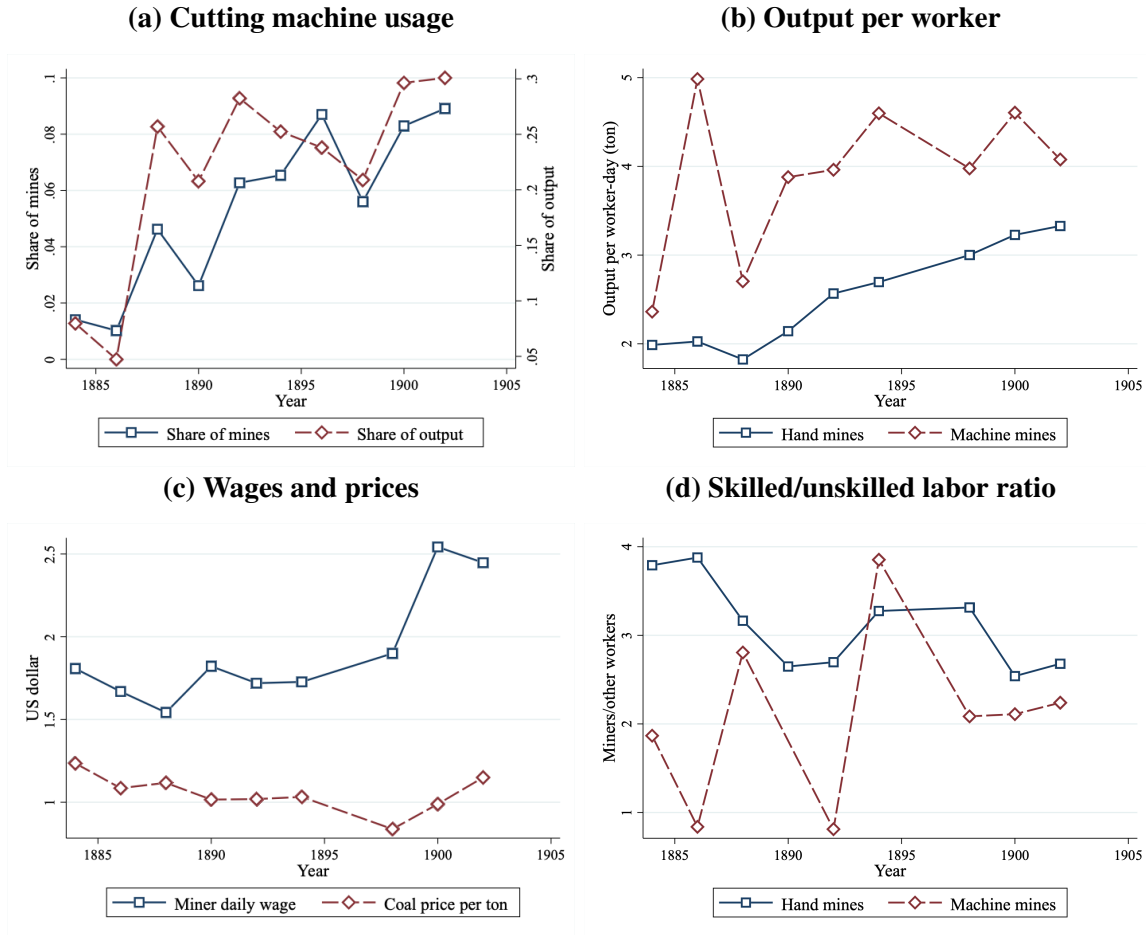 (a) Cutting machine usage
Share of mines
0
.02
.04
.06
.08
.1
Share of output
.05
.1
.15
.2
.25
.3
1885
1890
1895
1900
1905
Year
Share of mines
Share of output
(b) Output per worker
Output per worker-day (ton)
2
3
4
5
1885
1890
1895
1900
1905
Year
Hand mines
Machine mines
(c) Wages and prices
US dollar
1
1.5
2
2.5
1885
1890
1895
1900
1905
Year
Miner daily wage
Coal price per ton
(d) Skilled/unskilled labor ratio
Miners/other workers
1
2
3
4
1885
1890
1895
1900
1905
Year
Hand mines
Machine mines